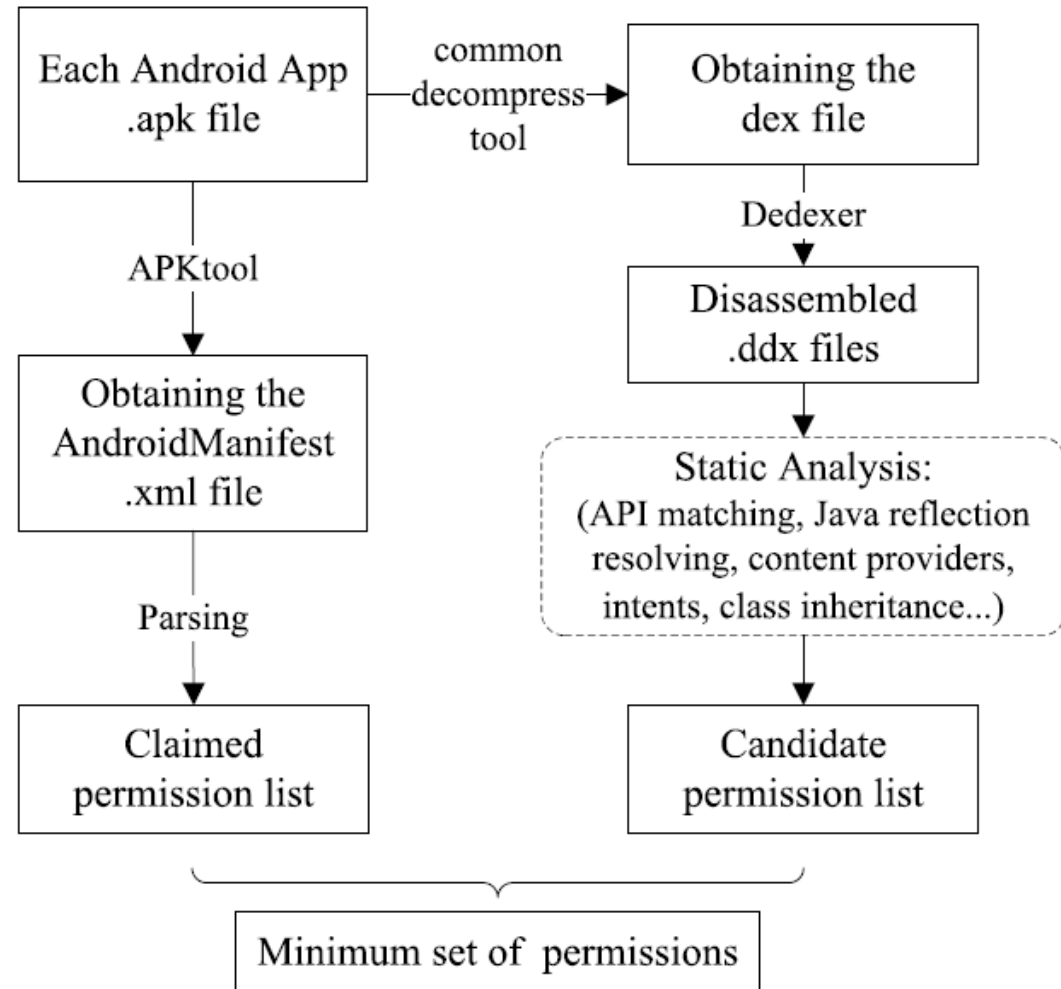 Each Android App
.apk file
common
decompress
tool
Obtaining the
dex file
APKtool
Dedexer
Obtaining the
AndroidManifest
.xml file
Disassembled
.ddx files
Static Analysis:
(API matching, Java reflection
resolving, content providers,
intents, class inheritance...)
Parsing
Claimed
permission list
Candidate
permission list
Minimum set of permissions